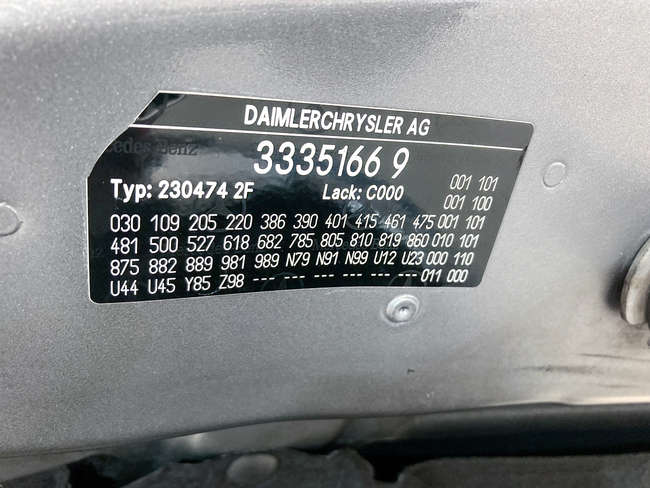 DAIMLERCHRYSLER AG
3335166 9
Typ: 230474 2F Lack: C000 001 101
001 100
030 109 205 220 386 390 401 415 461 475 001 101
481 500 527 618 682 785 805 810 819 860 010 101
875 882 889 981 989 N79 N91 N99 U12 U23 000 110
U44 U45 Y85 Z98 --- --- --- --- --- --- 011 000